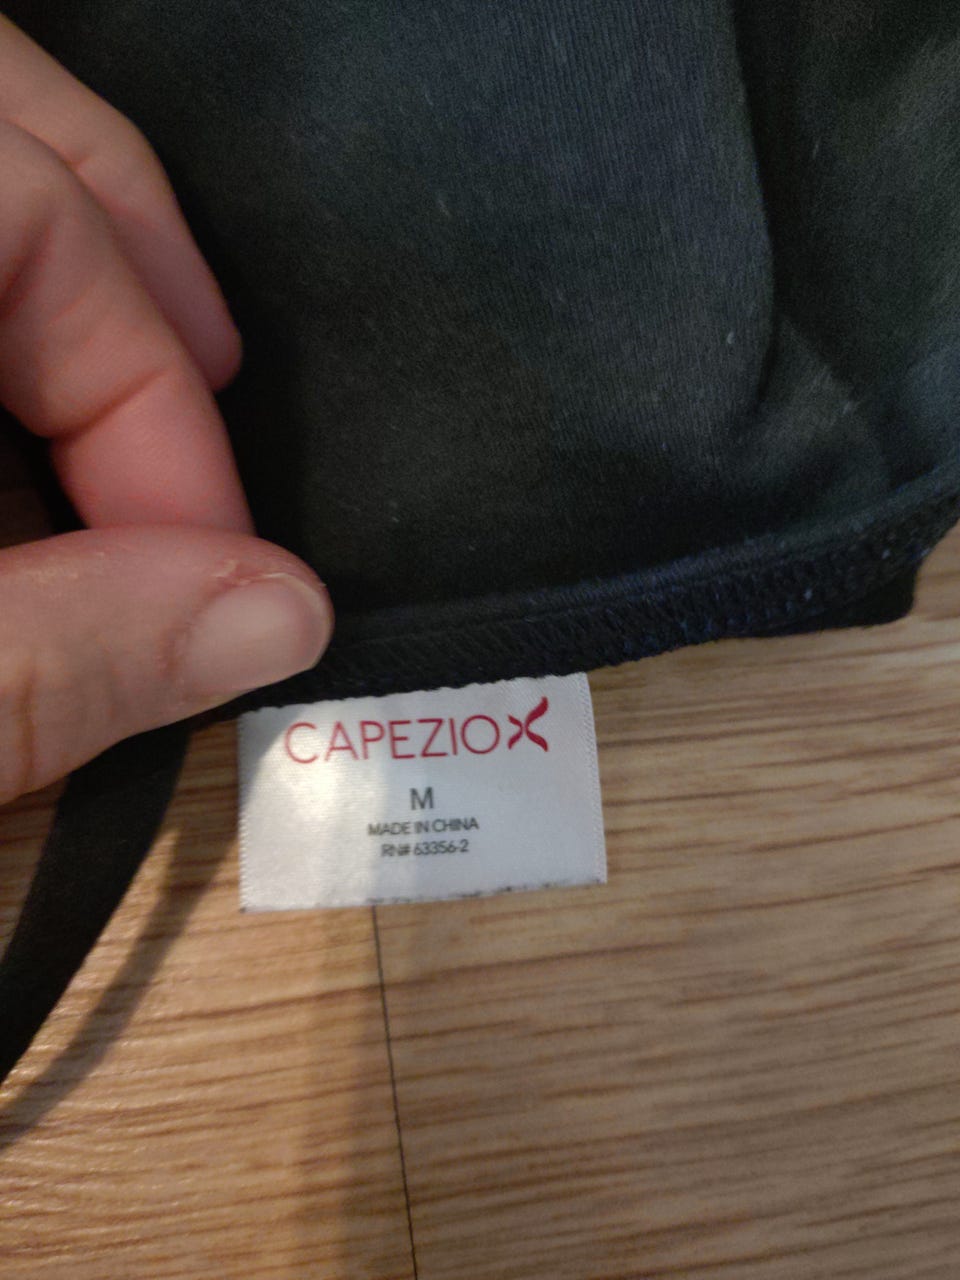 CAPEZIO
M
MADE IN CHINA
RN# 63356-2